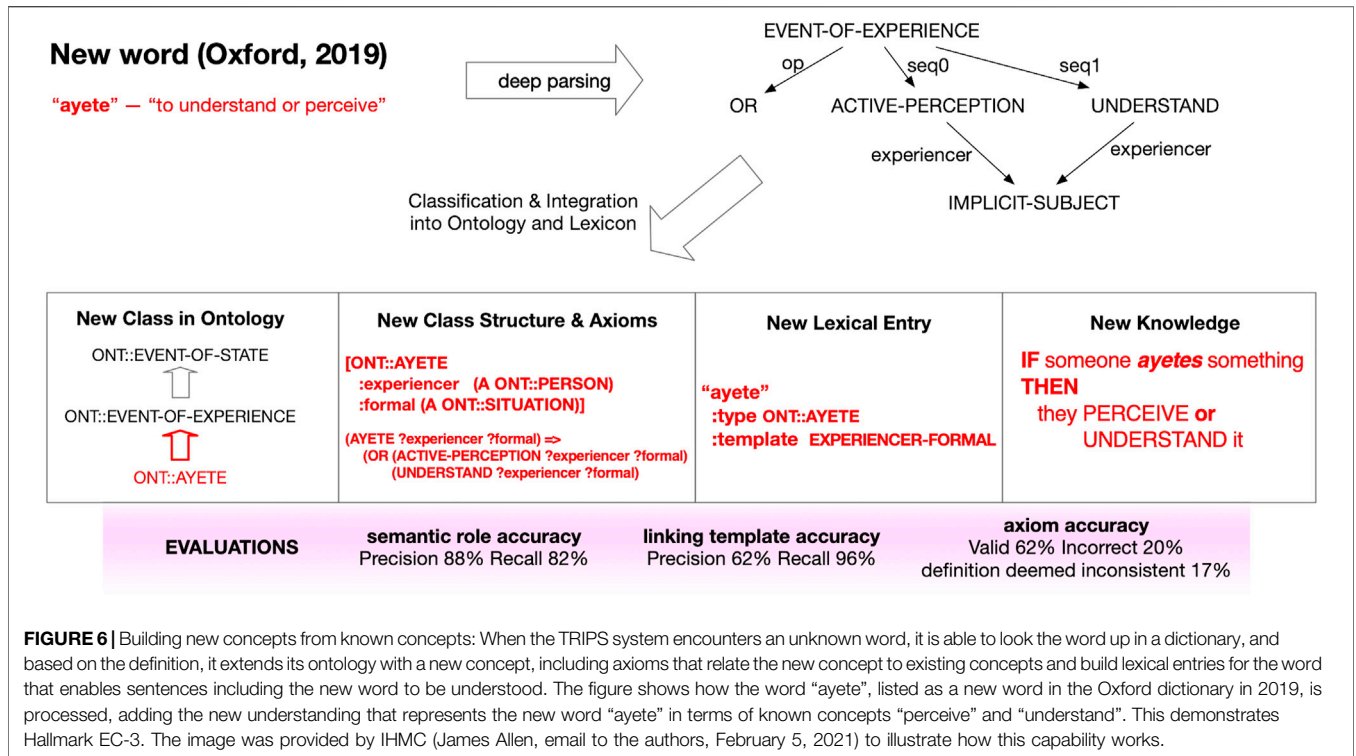 New word (Oxford, 2019)
“ayete” — “to understand or perceive”
deep parsing
EVENT-OF-EXPERIENCE
op
seq0
seq1
OR
ACTIVE-PERCEPTION
UNDERSTAND
experiencer
experiencer
IMPLICIT-SUBJECT
Classification & Integration
into Ontology and Lexicon
New Class in Ontology
ONT::EVENT-OF-STATE
ONT::EVENT-OF-EXPERIENCE
ONT::AYETE
New Class Structure & Axioms
[ONT::AYETE
:experiencer (A ONT::PERSON)
:formal (A ONT::SITUATION)]
(AYETE ?experiencer ?formal) =>
(OR (ACTIVE-PERCEPTION ?experiencer ?formal)
(UNDERSTAND ?experiencer ?formal)
New Lexical Entry
“ayete”
:type ONT::AYETE
:template EXPERIENCER-FORMAL
New Knowledge
IF someone ayetes something
THEN
they PERCEIVE or
UNDERSTAND it
EVALUATIONS
semantic role accuracy
Precision 88% Recall 82%
linking template accuracy
Precision 62% Recall 96%
axiom accuracy
Valid 62% Incorrect 20%
definition deemed inconsistent 17%
FIGURE 6 | Building new concepts from known concepts: When the TRIPS system encounters an unknown word, it is able to look the word up in a dictionary, and
based on the definition, it extends its ontology with a new concept, including axioms that relate the new concept to existing concepts and build lexical entries for the word
that enables sentences including the new word to be understood. The figure shows how the word “ayete”, listed as a new word in the Oxford dictionary in 2019, is
processed, adding the new understanding that represents the new word “ayete” in terms of known concepts “perceive” and “understand”. This demonstrates
Hallmark EC-3. The image was provided by IHMC (James Allen, email to the authors, February 5, 2021) to illustrate how this capability works.